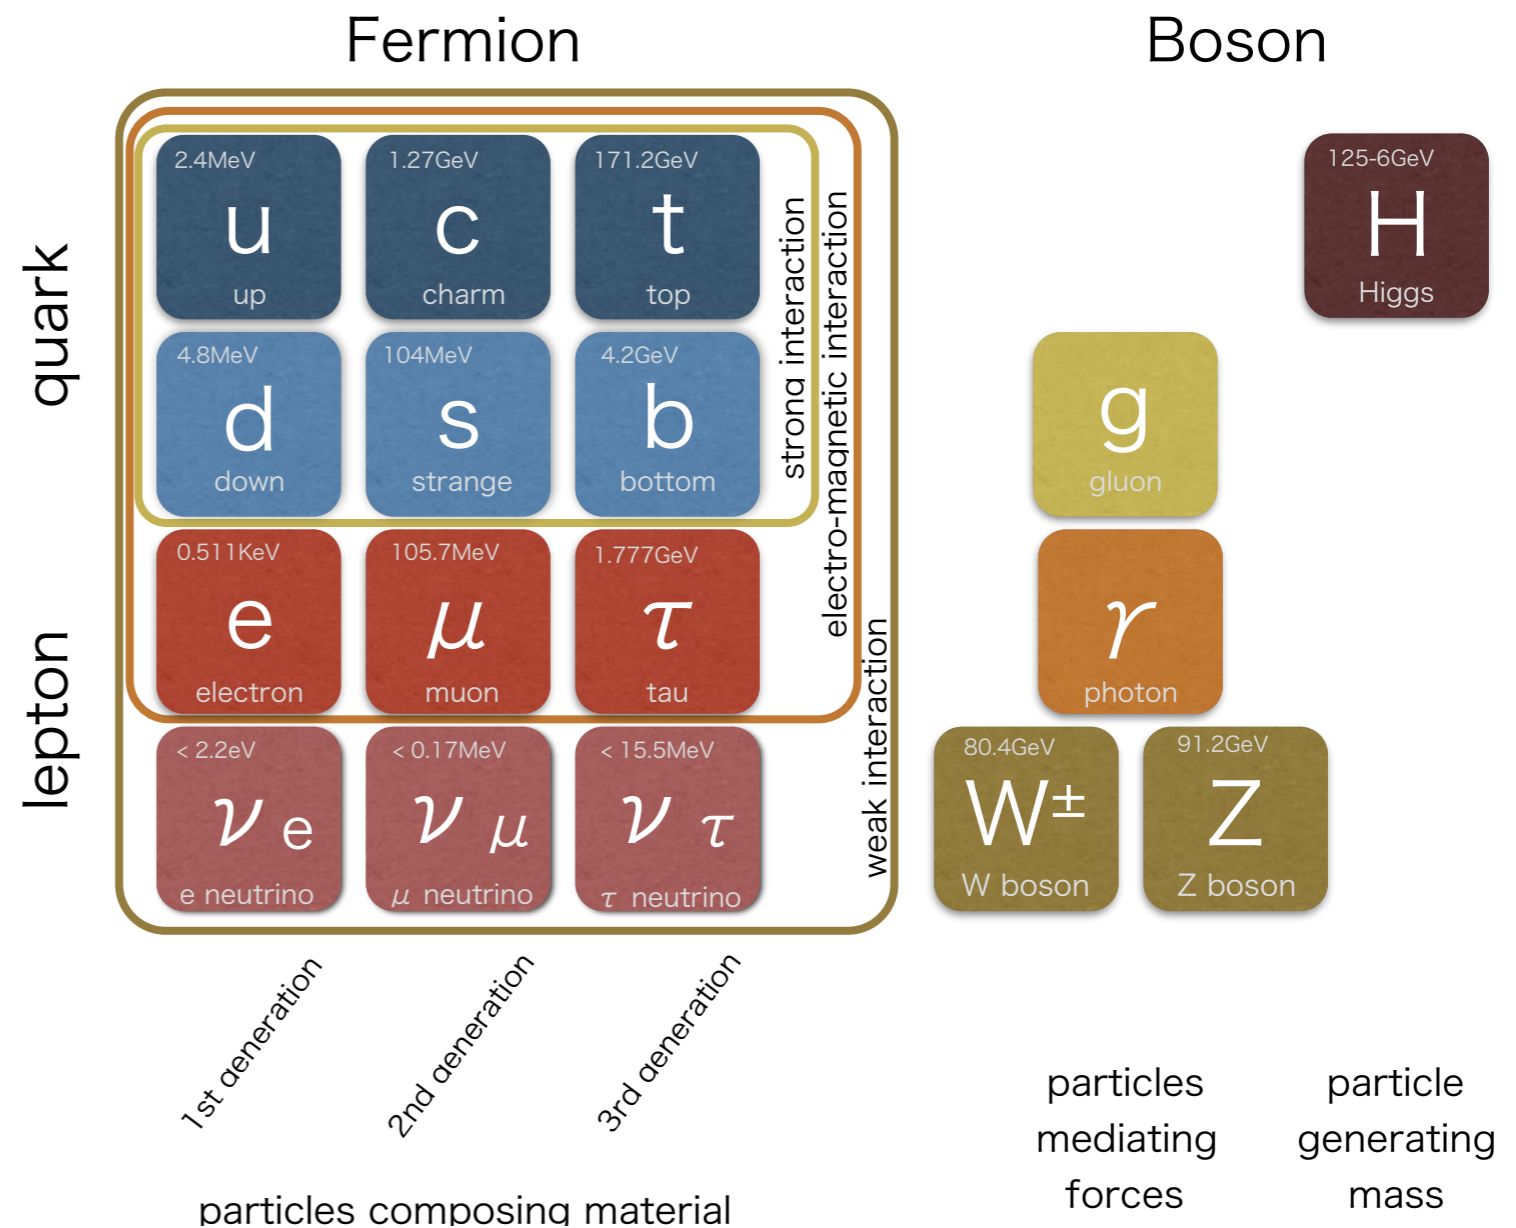 Fermion
Boson
quark
lepton
2.4MeV
u
up
1.27GeV
c
charm
171.2GeV
t
top
4.8MeV
d
down
104MeV
s
strange
4.2GeV
b
bottom
0.511KeV
e
electron
105.7MeV
μ
muon
1.777GeV
τ
tau
< 2.2eV
ν e
e neutrino
< 0.17MeV
ν μ
μ neutrino
< 15.5MeV
ν τ
τ neutrino
strong interaction
electro-magnetic interaction
weak interaction
125-6GeV
H
Higgs
g
gluon
γ
photon
80.4GeV
W±
W boson
91.2GeV
Z
Z boson
1st generation
2nd generation
3rd generation
particles composing material
particles
mediating
forces
particle
generating
mass